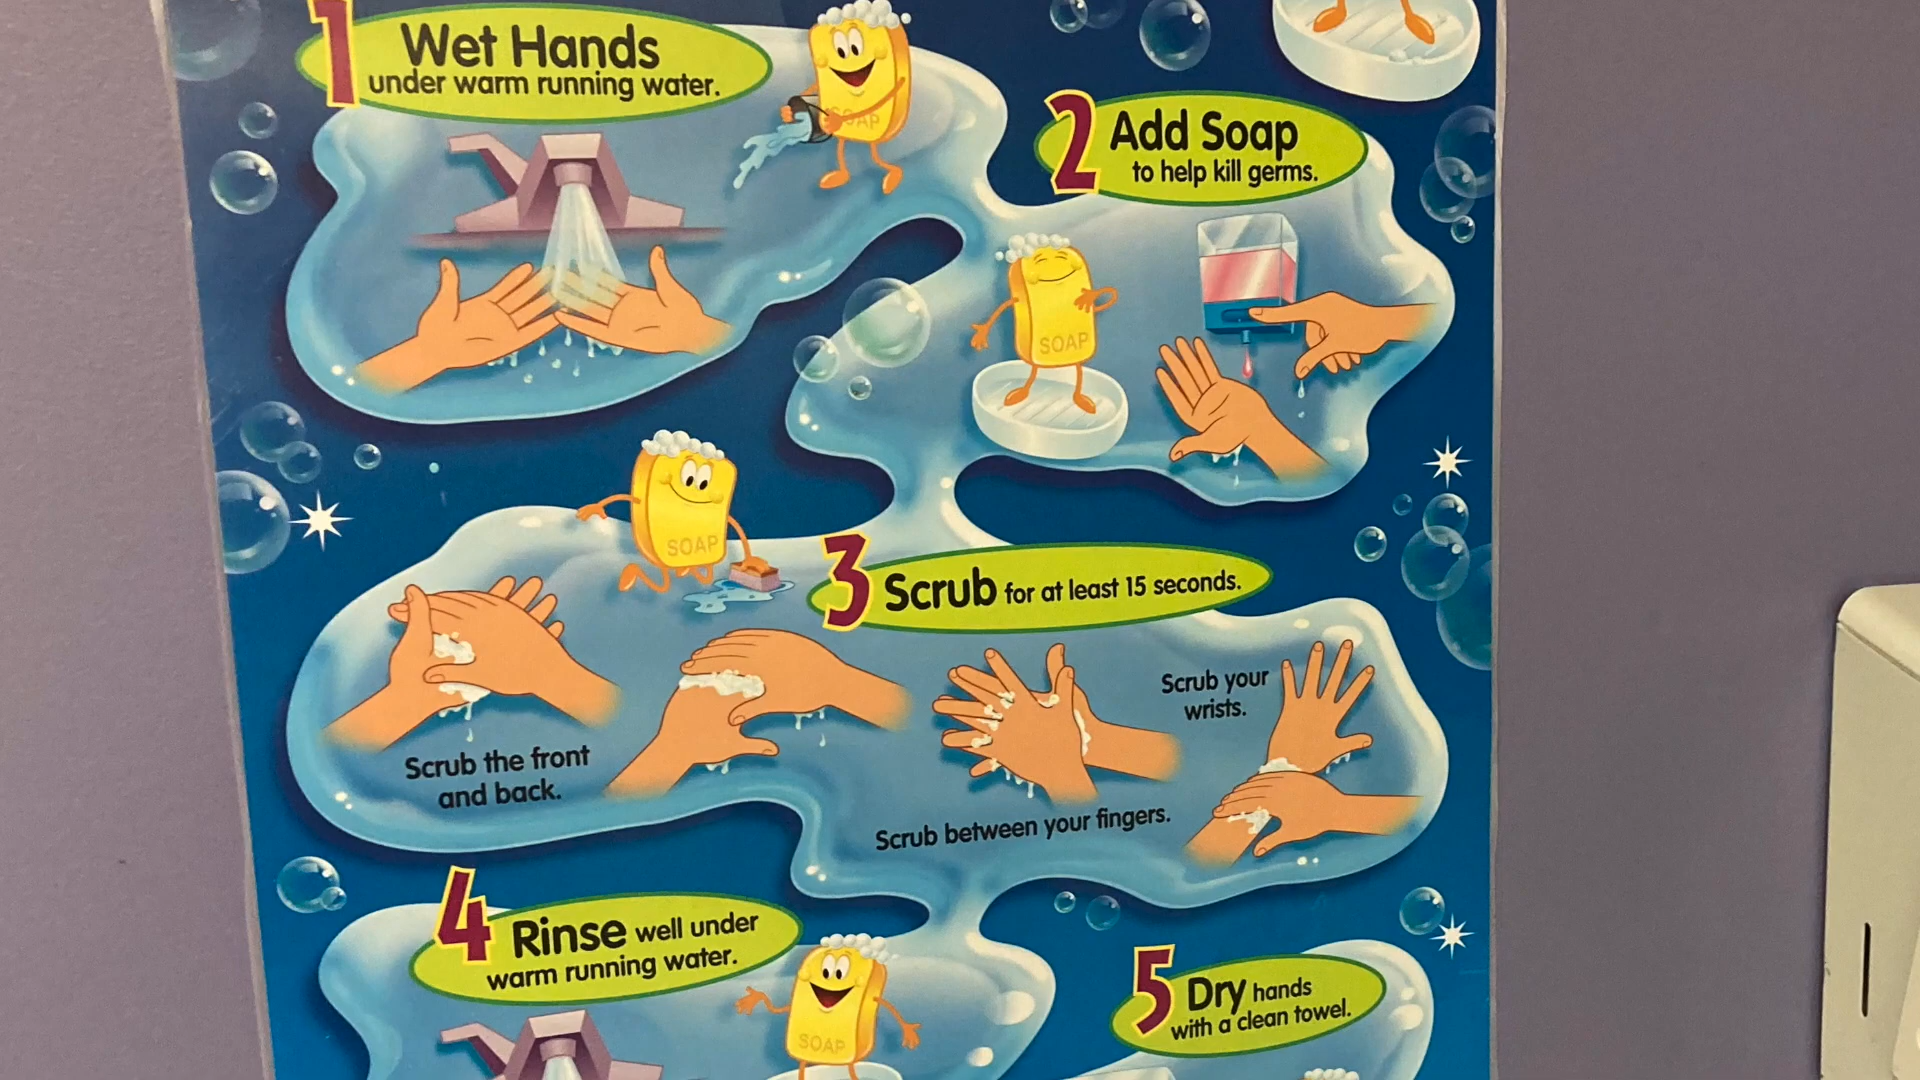 1 Wet Hands
under warm running water.
SOAP
2 Add Soap
to help kill germs.
SOAP
SOAP
3 Scrub for at least 15 seconds.
Scrub your
wrists.
Scrub the front
and back.
Scrub between your fingers.
4 Rinse well under
warm running water.
SOAP
5 Dry hands
with a clean towel.